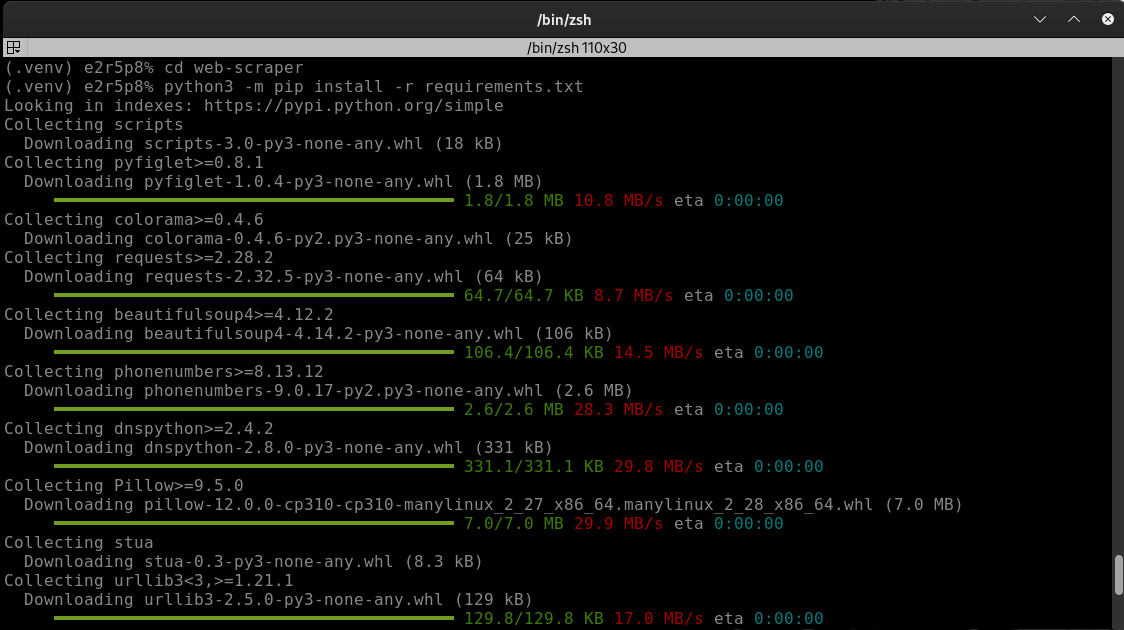 /bin/zsh
/bin/zsh 110x30
(.venv) e2r5p8% cd web-scraper
(.venv) e2r5p8% python3 -m pip install -r requirements.txt
Looking in indexes: https://pypi.python.org/simple
Collecting scripts
  Downloading scripts-3.0-py3-none-any.whl (18 kB)
Collecting pyfiglet>=0.8.1
  Downloading pyfiglet-1.0.4-py3-none-any.whl (1.8 MB)
1.8/1.8 MB 10.8 MB/s eta 0:00:00
Collecting colorama>=0.4.6
  Downloading colorama-0.4.6-py2.py3-none-any.whl (25 kB)
Collecting requests>=2.28.2
  Downloading requests-2.32.5-py3-none-any.whl (64 kB)
64.7/64.7 KB 8.7 MB/s eta 0:00:00
Collecting beautifulsoup4>=4.12.2
  Downloading beautifulsoup4-4.14.2-py3-none-any.whl (106 kB)
106.4/106.4 KB 14.5 MB/s eta 0:00:00
Collecting phonenumbers>=8.13.12
  Downloading phonenumbers-9.0.17-py2.py3-none-any.whl (2.6 MB)
2.6/2.6 MB 28.3 MB/s eta 0:00:00
Collecting dnspython>=2.4.2
  Downloading dnspython-2.8.0-py3-none-any.whl (331 kB)
331.1/331.1 KB 29.8 MB/s eta 0:00:00
Collecting Pillow>=9.5.0
  Downloading pillow-12.0.0-cp310-cp310-manylinux_2_27_x86_64.manylinux_2_28_x86_64.whl (7.0 MB)
7.0/7.0 MB 29.9 MB/s eta 0:00:00
Collecting stua
  Downloading stua-0.3-py3-none-any.whl (8.3 kB)
Collecting urllib3<3,>=1.21.1
  Downloading urllib3-2.5.0-py3-none-any.whl (129 kB)
129.8/129.8 KB 17.0 MB/s eta 0:00:00